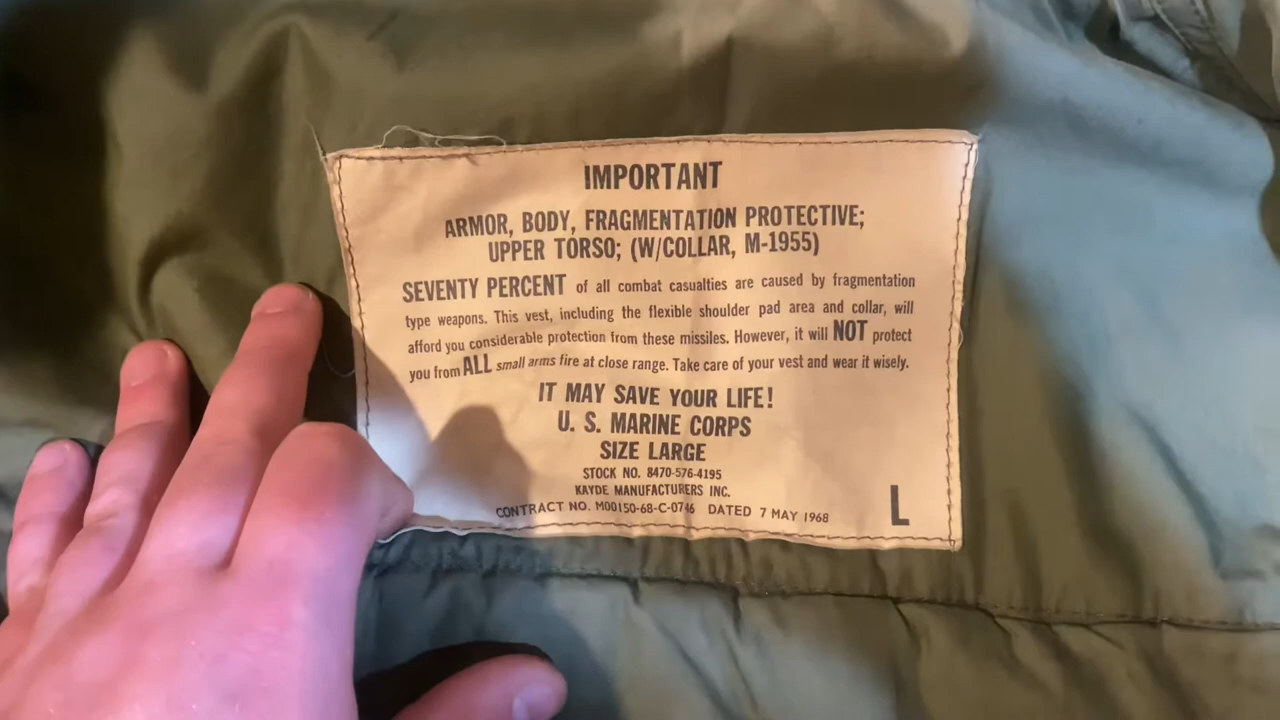 IMPORTANT
ARMOR, BODY, FRAGMENTATION PROTECTIVE;
UPPER TORSO; (W/COLLAR, M-1955)
SEVENTY PERCENT of all combat casualties are caused by fragmentation
type weapons. This vest, including the flexible shoulder pad area and collar, will
afford you considerable protection from these missiles. However, it will NOT protect
you from ALL small arms fire at close range. Take care of your vest and wear it wisely.
IT MAY SAVE YOUR LIFE!
U. S. MARINE CORPS
SIZE LARGE
STOCK NO. 8470-576-4195
KAYDE MANUFACTURERS INC.
CONTRACT NO. M00150-68-C-0746 DATED 7 MAY 1968
L